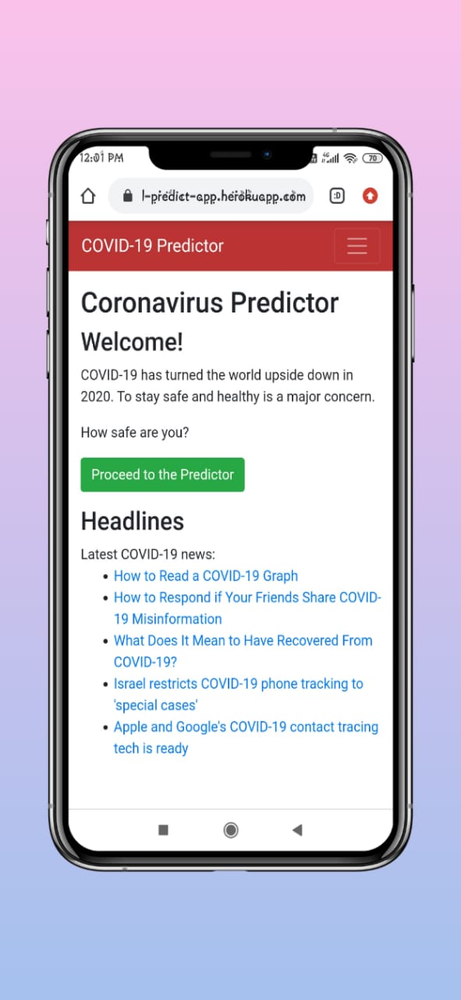 12:01 PM
4G
70
l-predict-app.herokuapp.com
:D
COVID-19 Predictor
Coronavirus Predictor
Welcome!
COVID-19 has turned the world upside down in
2020. To stay safe and healthy is a major concern.
How safe are you?
Proceed to the Predictor
Headlines
Latest COVID-19 news:
How to Read a COVID-19 Graph
How to Respond if Your Friends Share COVID-
19 Misinformation
What Does It Mean to Have Recovered From
COVID-19?
Israel restricts COVID-19 phone tracking to
'special cases'
Apple and Google's COVID-19 contact tracing
tech is ready